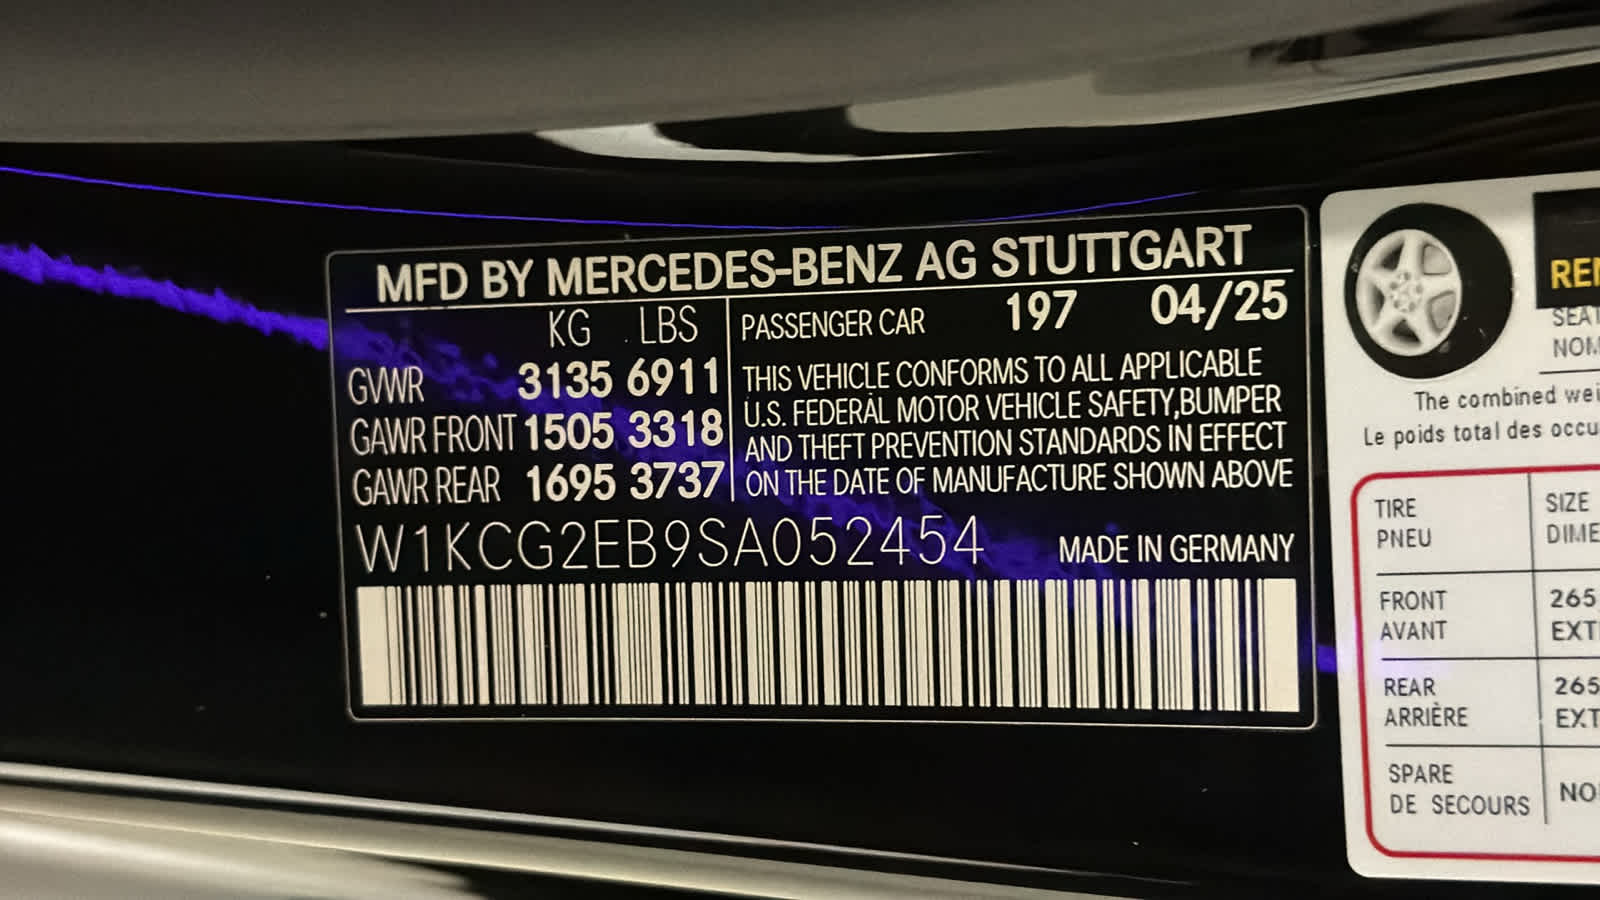 MFD BY MERCEDES-BENZ AG STUTTGART
KG LBS
GVWR 3135 6911
GAWR FRONT 1505 3318
GAWR REAR 1695 3737
PASSENGER CAR 197 04/25
THIS VEHICLE CONFORMS TO ALL APPLICABLE
U.S. FEDERAL MOTOR VEHICLE SAFETY,BUMPER
AND THEFT PREVENTION STANDARDS IN EFFECT
ON THE DATE OF MANUFACTURE SHOWN ABOVE
W1KCG2EB9SA052454 MADE IN GERMANY
The combined
Le poids total des
TIRE SIZE
PNEU
FRONT 265
AVANT
REAR 265
ARRIÈRE
SPARE
DE SECOURS